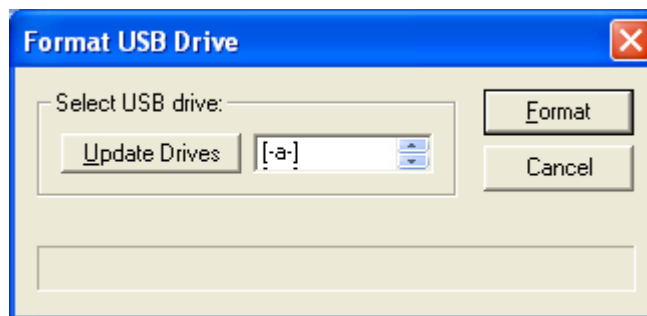 Format USB Drive
Select USB drive:
Update Drives
[-a-]
Format
Cancel